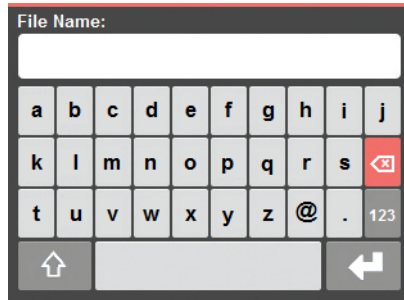 File Name:
a b c d e f g h i j
k l m n o p q r s
t u v w x y z @ . 123